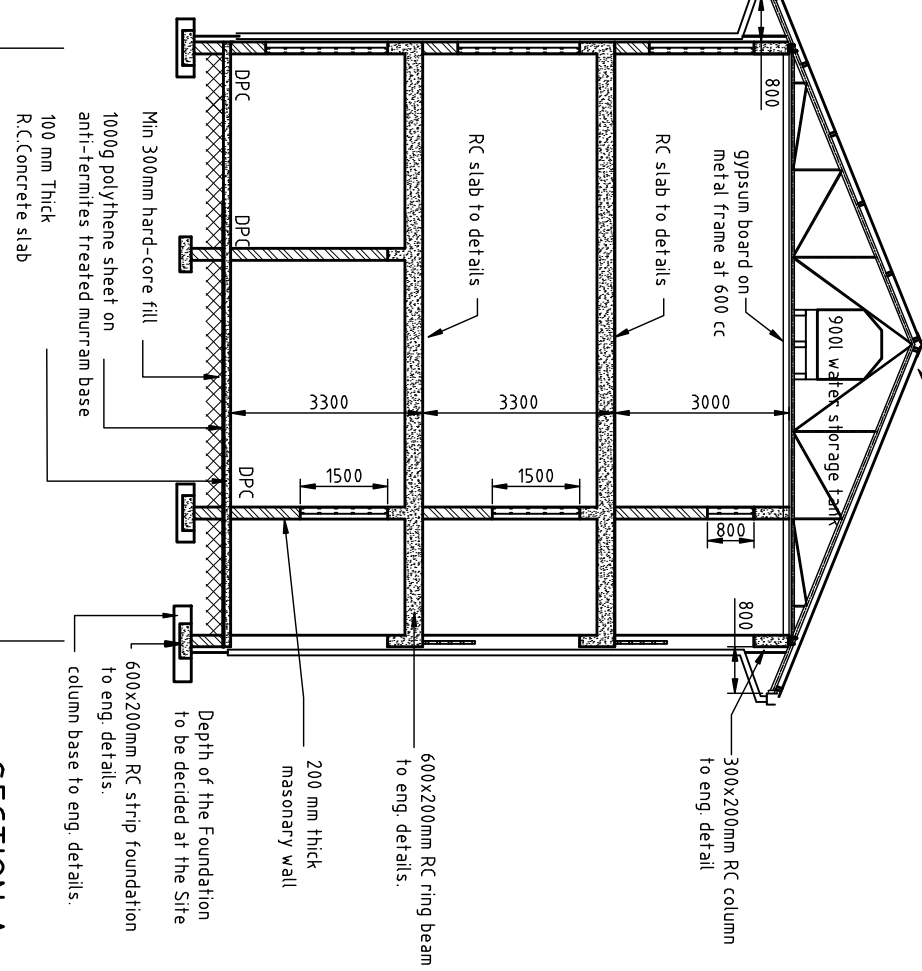 800
gypsum board on
metal frame at 600 cc
900l water storage tank
RC slab to details
RC slab to details
DPC
DPC
DPC
3000
3300
3300
1500
1500
800
800
Min 300mm hard-core fill
1000g polythene sheet on
anti-termites treated murram base
100 mm Thick
R.C.Concrete slab
300x200mm RC column
to eng. detail
600x200mm RC ring beam
to eng. details.
200 mm thick
masonary wall
Depth of the Foundation
to be decided at the Site
600x200mm RC strip foundation
to eng. details.
column base to eng. details.
SECTION A